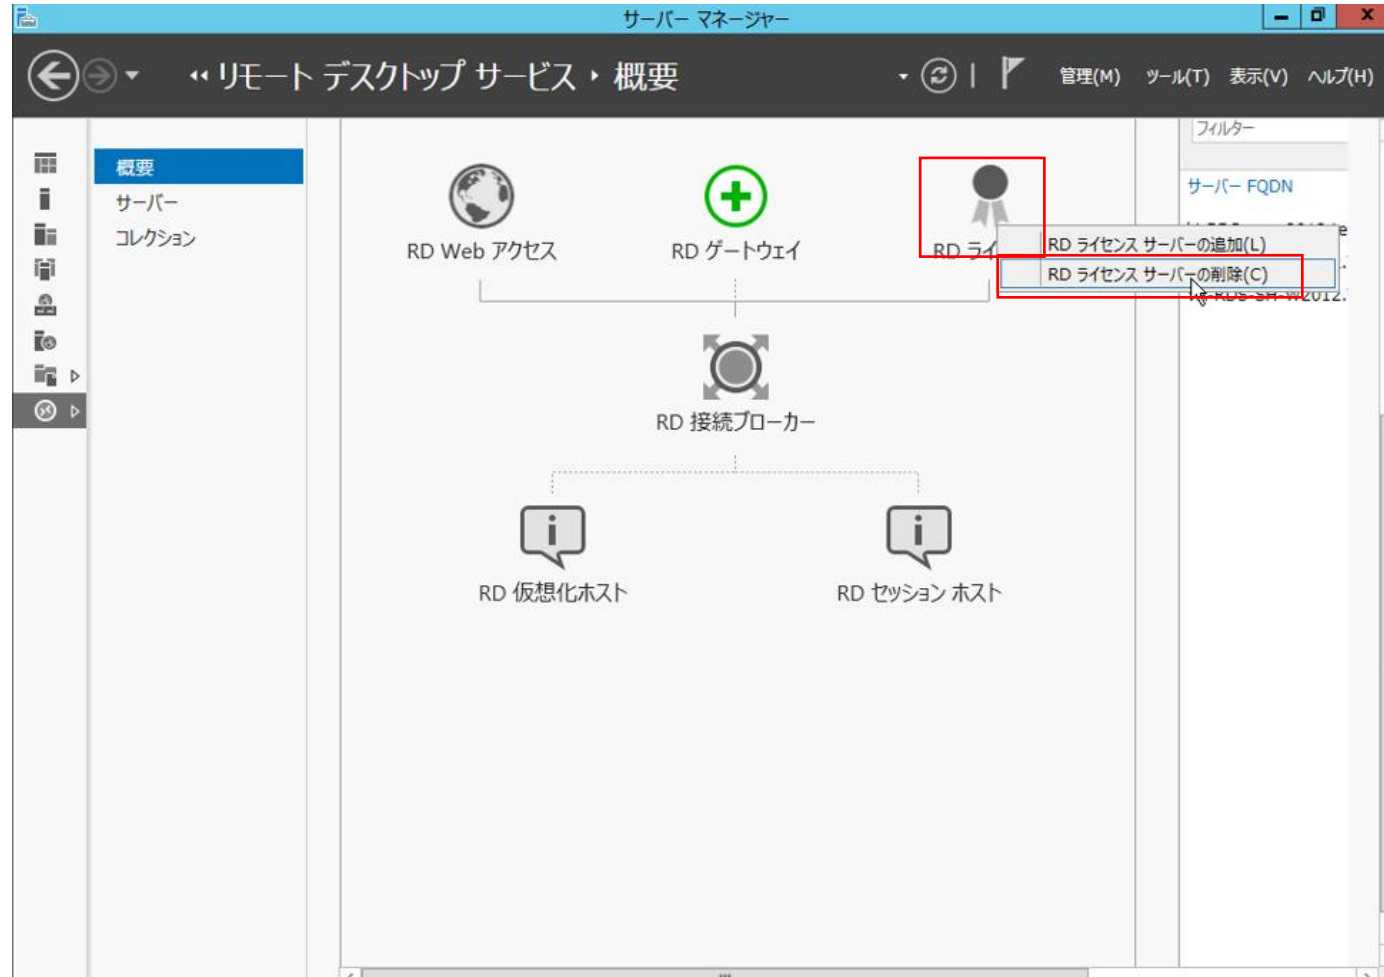 サーバー マネージャー
リモート デスクトップ サービス ・ 概要
管理(M) ツール(T) 表示(V) ヘルプ(H)
概要
サーバー
コレクション
RD Web アクセス
RD ゲートウェイ
RD ライ
RD ライセンス サーバーの追加(L)
RD ライセンス サーバーの削除(C)
フィルター
サーバー FQDN
RD 接続ブローカー
RD 仮想化ホスト
RD セッション ホスト